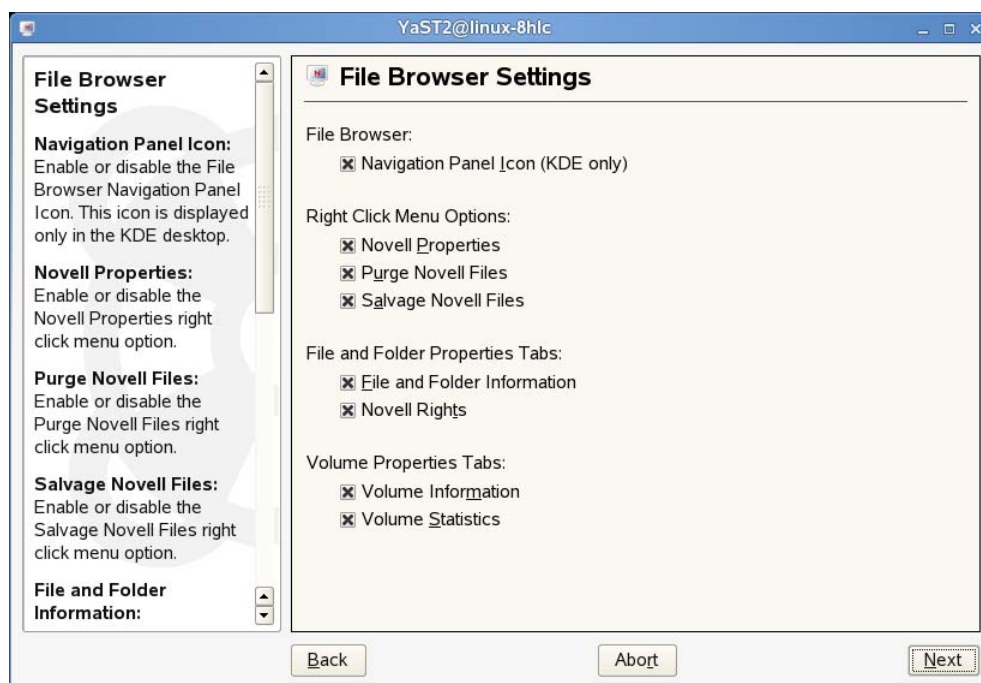 YaST2@linux-8hlc
File Browser
Settings
Navigation Panel Icon:
Enable or disable the File
Browser Navigation Panel
Icon. This icon is displayed
only in the KDE desktop.
Novell Properties:
Enable or disable the
Novell Properties right
click menu option.
Purge Novell Files:
Enable or disable the
Purge Novell Files right
click menu option.
Salvage Novell Files:
Enable or disable the
Salvage Novell Files right
click menu option.
File and Folder
Information:
File Browser Settings
File Browser:
Navigation Panel Icon (KDE only)
Right Click Menu Options:
Novell Properties
Purge Novell Files
Salvage Novell Files
File and Folder Properties Tabs:
File and Folder Information
Novell Rights
Volume Properties Tabs:
Volume Information
Volume Statistics
Back
Abort
Next